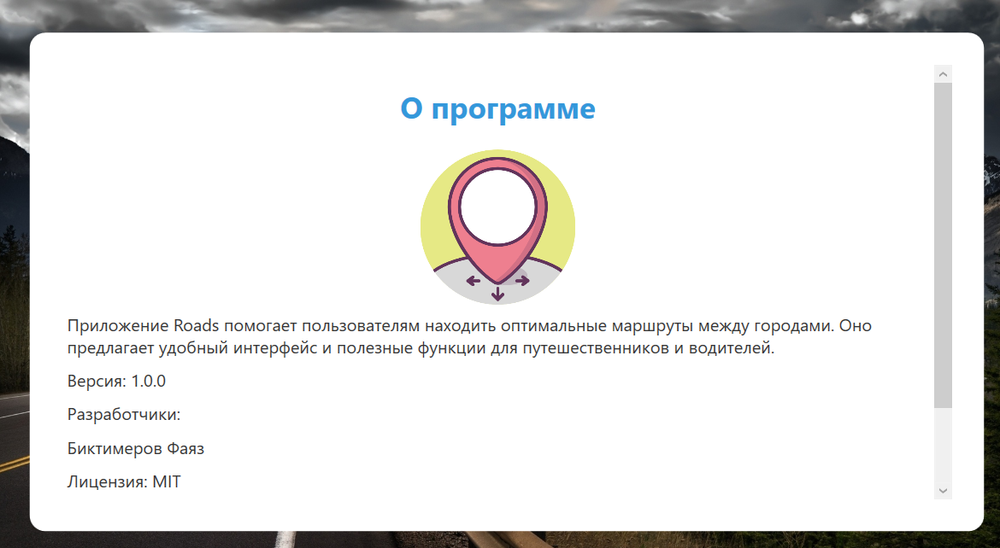 О программе
Приложение Roads помогает пользователям находить оптимальные маршруты между городами. Оно
предлагает удобный интерфейс и полезные функции для путешественников и водителей.
Версия: 1.0.0
Разработчики:
Биктимеров Фаяз
Лицензия: MIT